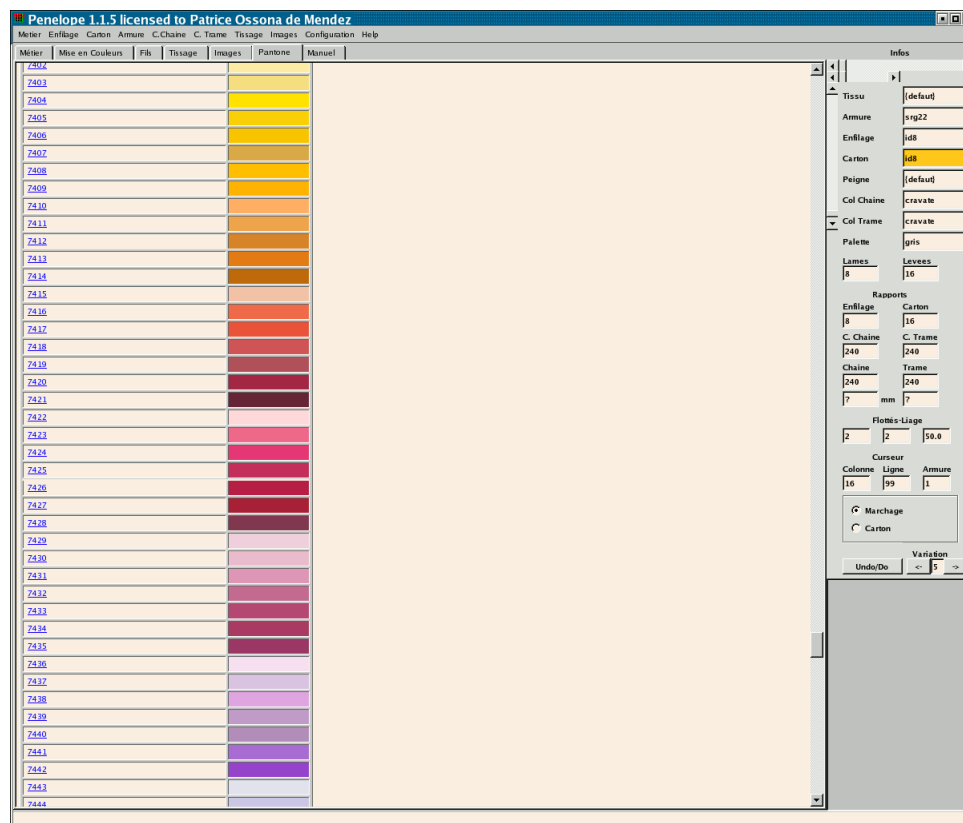 Penelope 1.1.5 licensed to Patrice Ossona de Mendez
Metier Enfilage Carton Armure C.Chaine C. Trame Tissage Images Configuration Help
Métier Mise en Couleurs Fils Tissage Images Pantone Manuel
7402
7403
7404
7405
7406
7407
7408
7409
7410
7411
7412
7413
7414
7415
7416
7417
7418
7419
7420
7421
7422
7423
7424
7425
7426
7427
7428
7429
7430
7431
7432
7433
7434
7435
7436
7437
7438
7439
7440
7441
7442
7443
7444
Infos
Tissu {defaut}
Armure srg22
Enfilage id8
Carton id8
Peigne {defaut}
Col Chaine cravate
Col Trame cravate
Palette gris
Lames Levees
8 16
Rapports
Enfilage Carton
8 16
C. Chaine C. Trame
240 240
Chaine Trame
240 240
? mm ?
Flottés-Liage
2 2 50.0
Curseur
Colonne Ligne Armure
16 99 1
Marchage
Carton
Variation
Undo/Do <- 5 ->